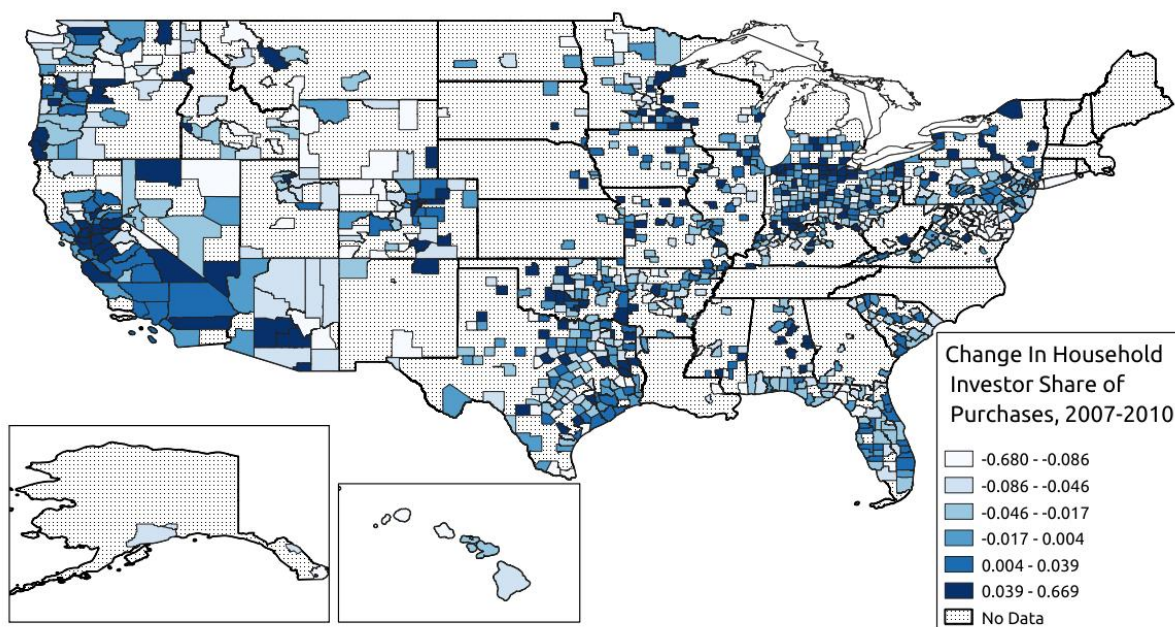 Change In Household
Investor Share of
Purchases, 2007-2010
-0.680 - -0.086
-0.086 - -0.046
-0.046 - -0.017
-0.017 - 0.004
0.004 - 0.039
0.039 - 0.669
No Data